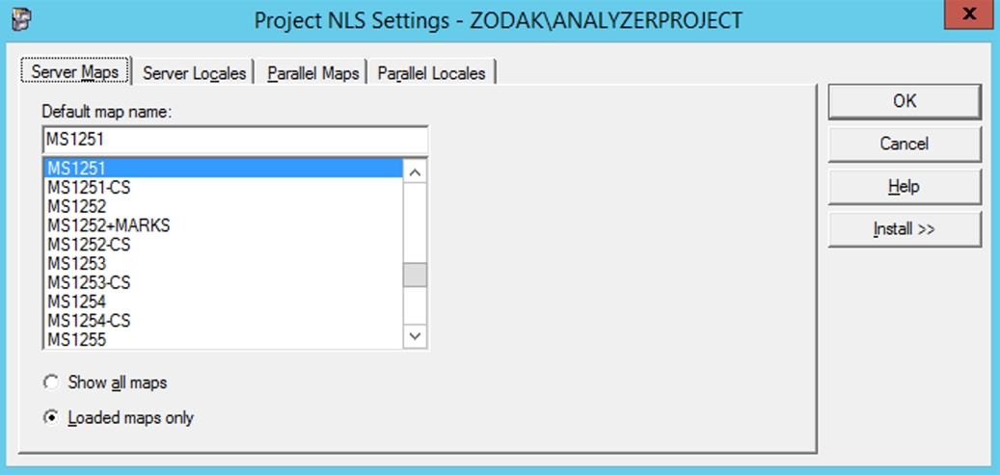 Project NLS Settings - ZODAK\ANALYZERPROJECT
x
Server Maps Server Locales Parallel Maps Parallel Locales
Default map name:
MS1251
MS1251
MS1251-CS
MS1252
MS1252+MARKS
MS1252-CS
MS1253
MS1253-CS
MS1254
MS1254-CS
MS1255
Show all maps
Loaded maps only
OK
Cancel
Help
Install >>